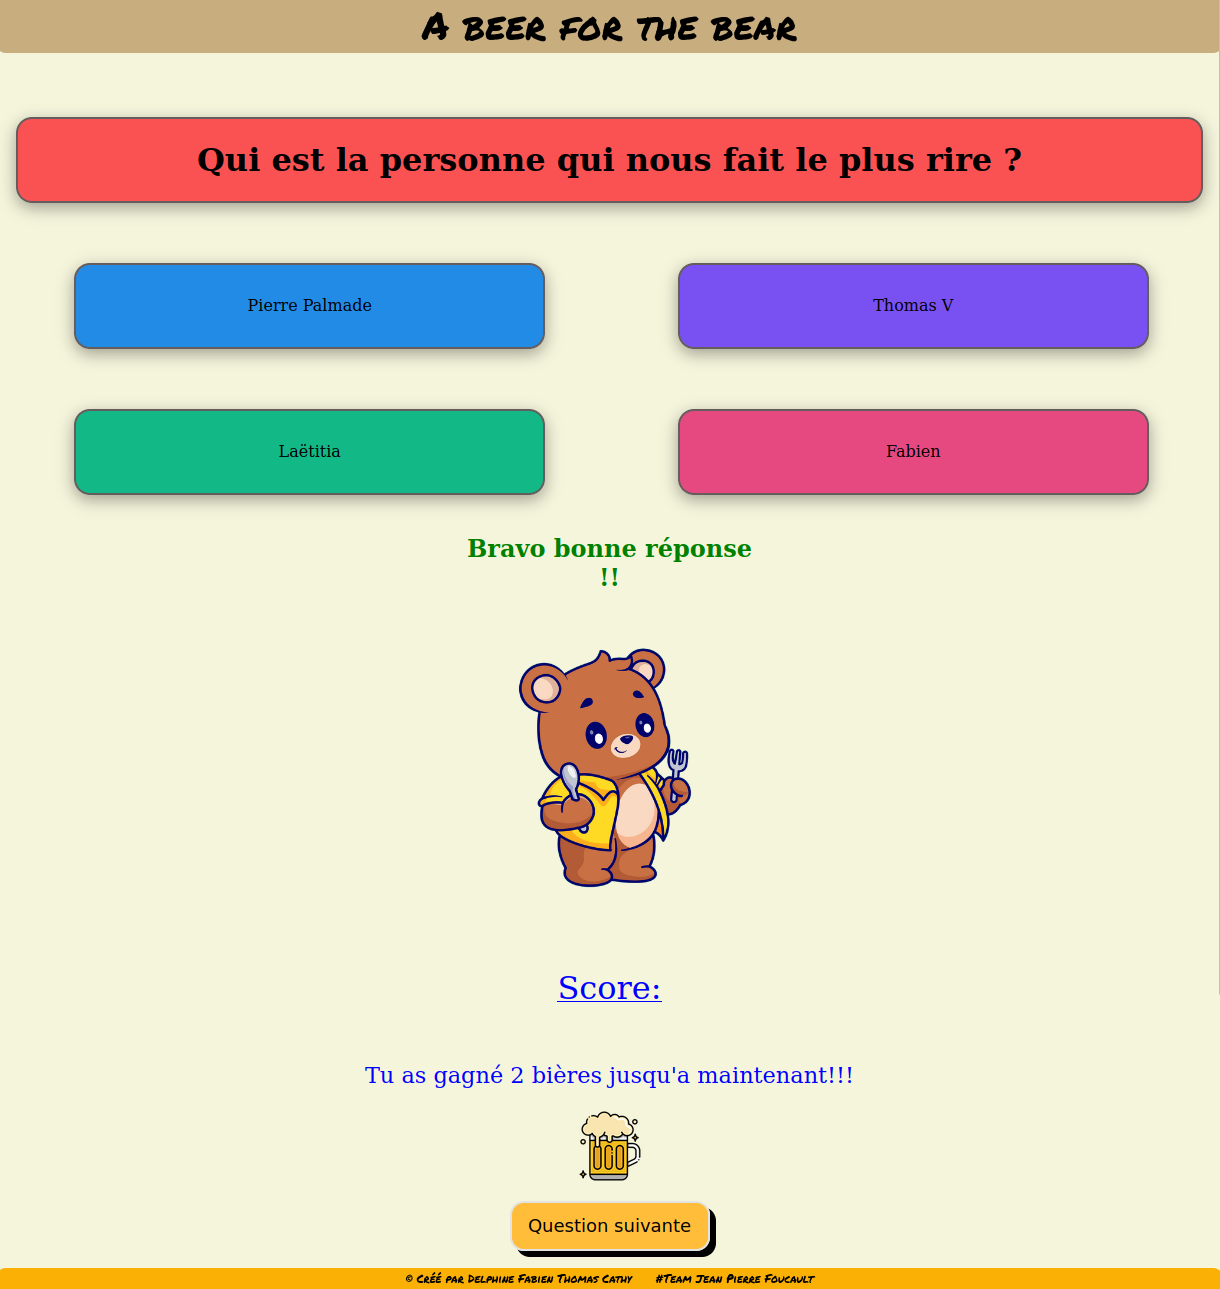 A beer for the bear
Qui est la personne qui nous fait le plus rire ?
Pierre Palmade
Thomas V
Laëtitia
Fabien
Bravo bonne réponse
!!
Score:
Tu as gagné 2 bières jusqu'a maintenant!!!
Question suivante
© Créé par Delphine Fabien Thomas Cathy #Team Jean Pierre Foucault